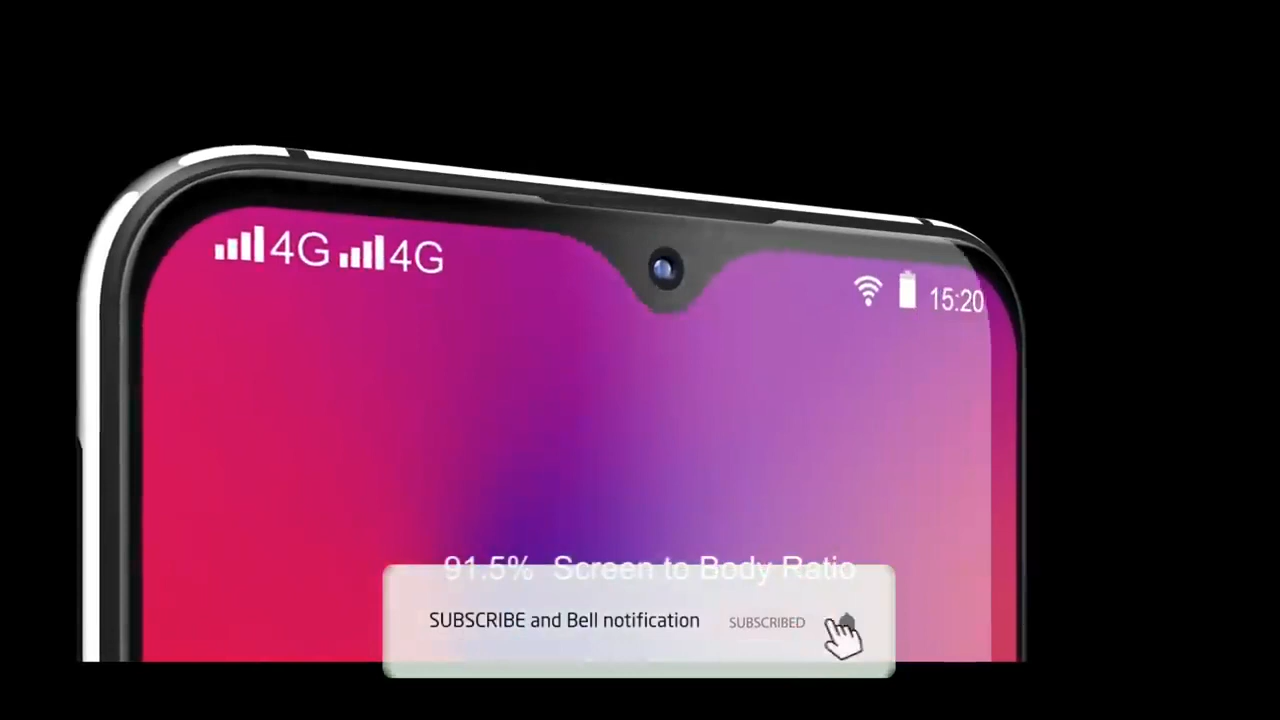 4G 4G 15:20
91.5% Screen to Body Ratio
SUBSCRIBE and Bell notification SUBSCRIBED